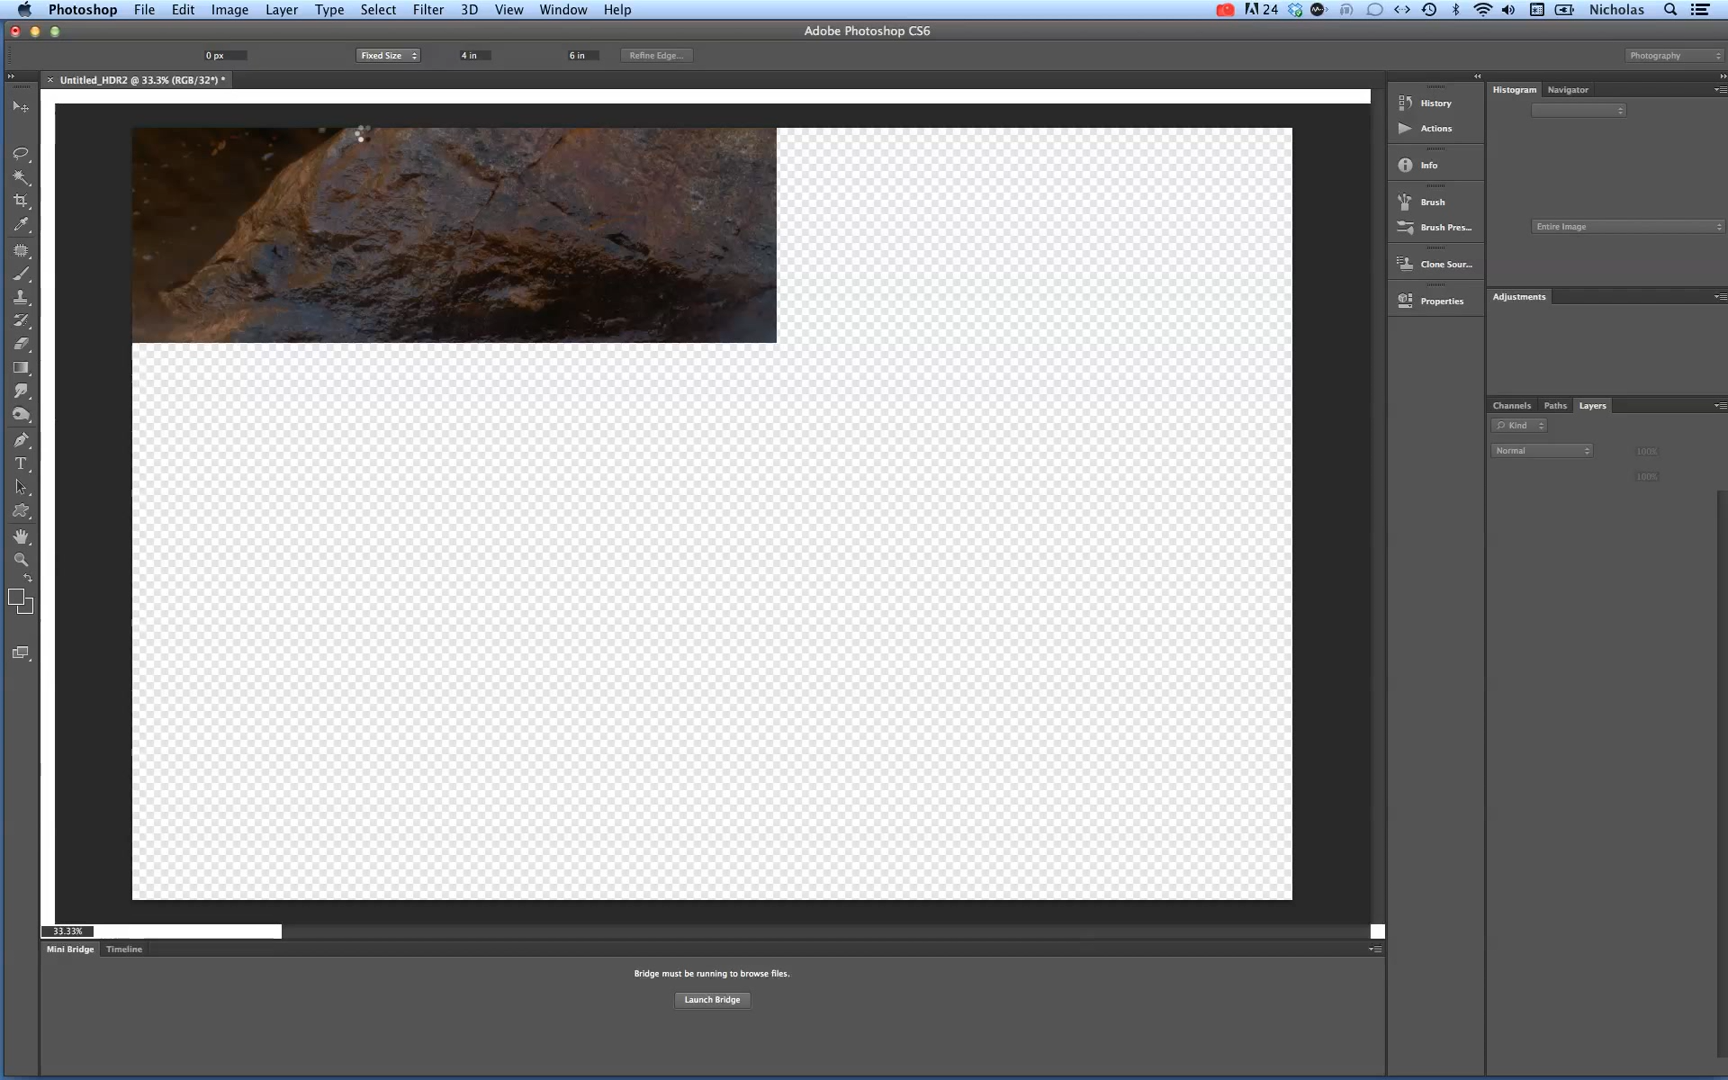 Photoshop File Edit Image Layer Type Select Filter 3D View Window Help 24 Nicholas
Adobe Photoshop CS6
0 px Fixed Size 4 in 6 in Refine Edge... Photography
Untitled_HDR2 @ 33.3% (RGB/32*) *
Histogram Navigator
History
Actions
Info
Brush
Brush Pres...
Entire Image
Clone Sour...
Adjustments
Properties
Channels Paths Layers
Kind
Normal 100%
100%
T
33.33%
Mini Bridge Timeline
Bridge must be running to browse files.
Launch Bridge